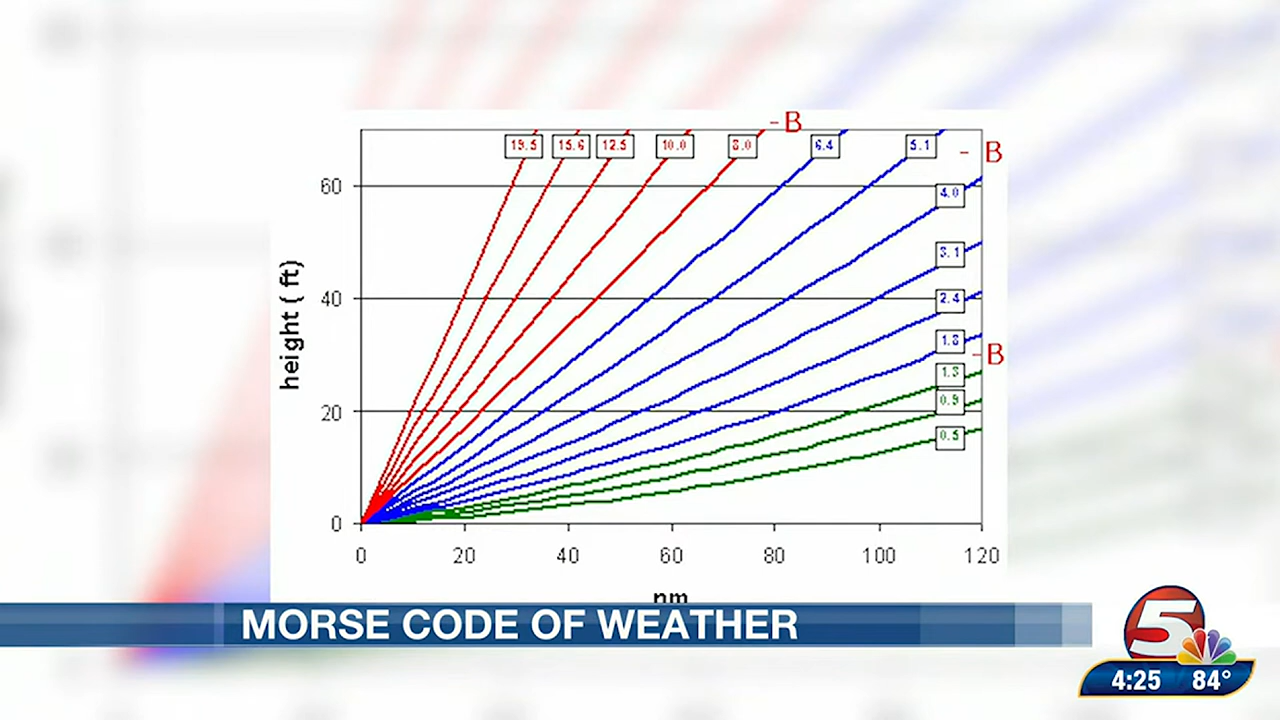 - B
19.5 15.6 12.5 10.0 8.0 6.4 5.1
- B
60
4.0
3.1
height ( ft)
40
2.4
1.8
- B
1.3
20
0.9
0.5
0
0 20 40 60 80 100 120
nm
MORSE CODE OF WEATHER
5
4:25 84°